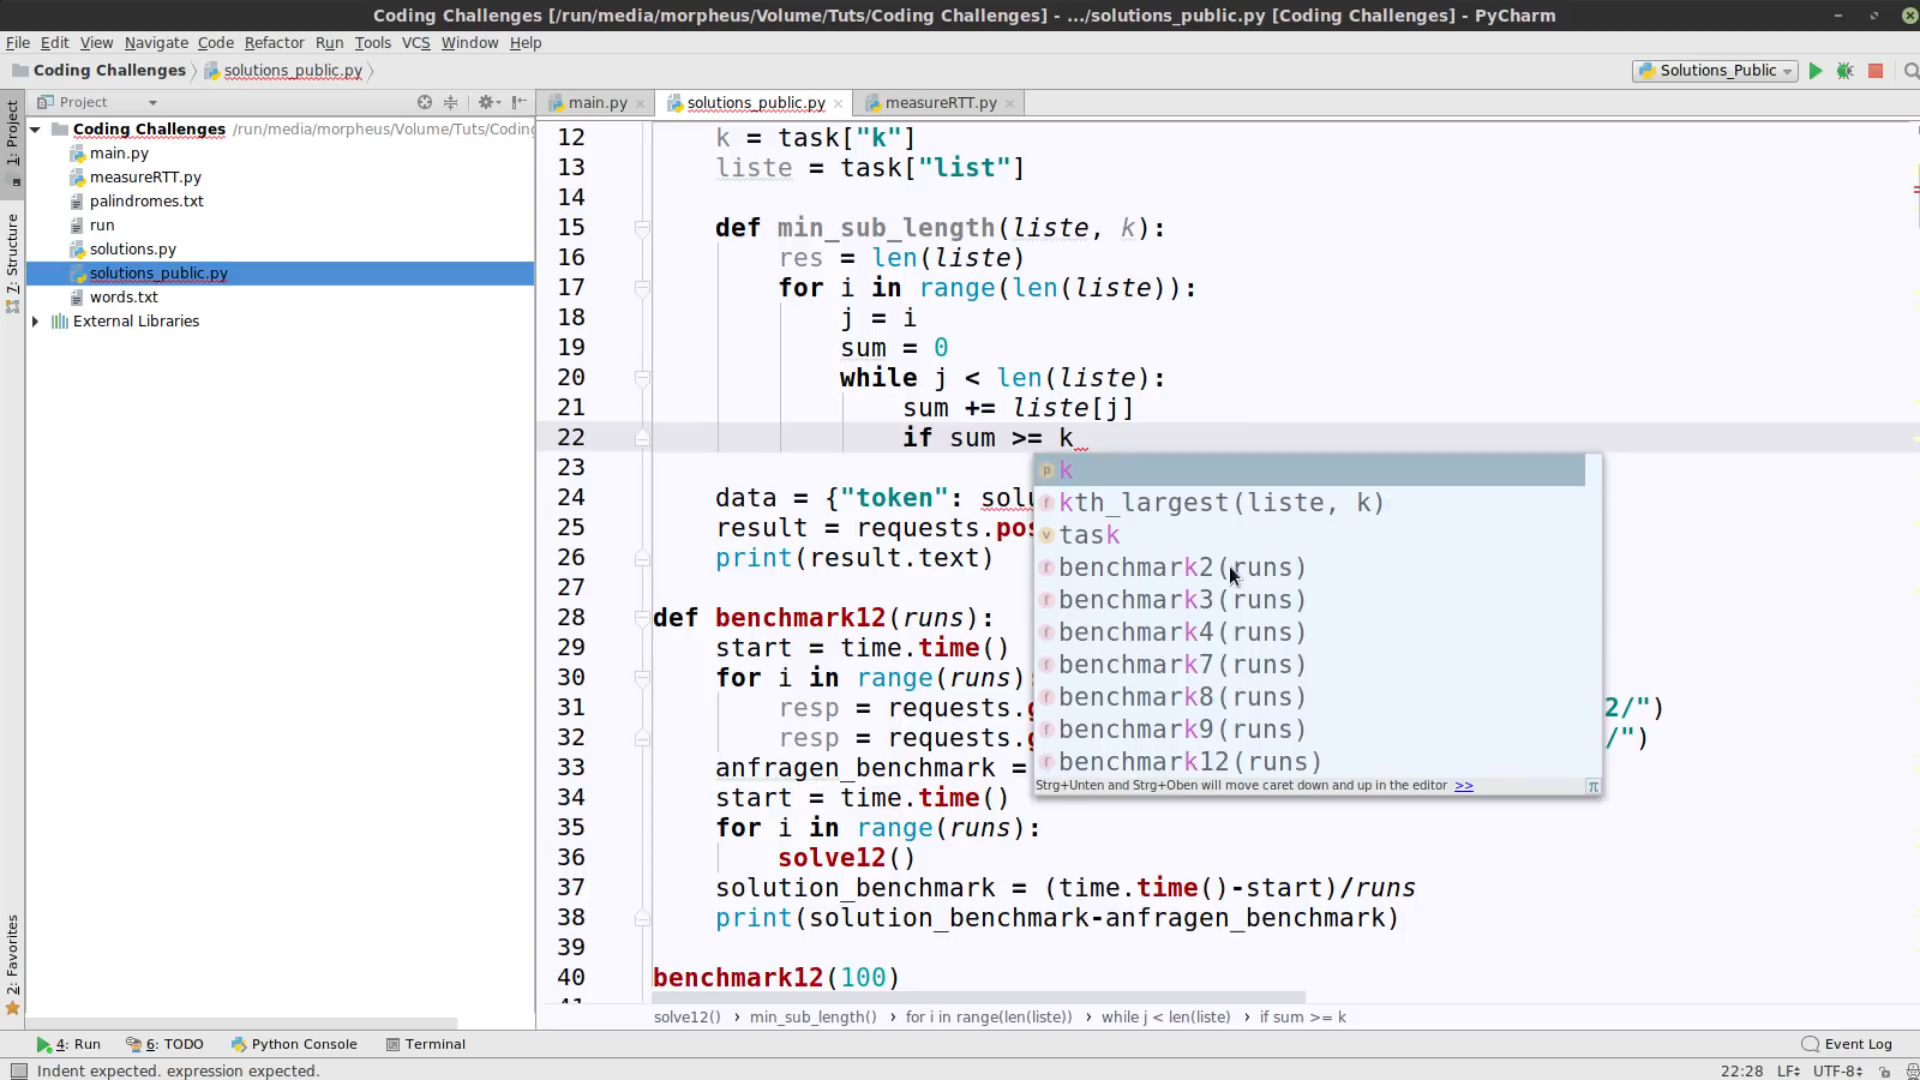 Coding Challenges [/run/media/morpheus/Volume/Tuts/Coding Challenges] - .../solutions_public.py [Coding Challenges] - PyCharm
File Edit View Navigate Code Refactor Run Tools VCS Window Help
Coding Challenges solutions_public.py Solutions_Public
Project main.py solutions_public.py measureRTT.py
1: Project
7: Structure
2: Favorites
Coding Challenges /run/media/morpheus/Volume/Tuts/Coding
main.py
measureRTT.py
palindromes.txt
run
solutions.py
solutions_public.py
words.txt
External Libraries
12 k = task["k"]
13 liste = task["list"]
14
15 def min_sub_length(liste, k):
16 res = len(liste)
17 for i in range(len(liste)):
18 j = i
19 sum = 0
20 while j < len(liste):
21 sum += liste[j]
22 if sum >= k
23
24 data = {"token": solu
25 result = requests.pos
26 print(result.text)
27
28 def benchmark12(runs):
29 start = time.time()
30 for i in range(runs):
31 resp = requests.g 2/")
32 resp = requests.g /")
33 anfragen_benchmark =
34 start = time.time()
35 for i in range(runs):
36 solve12()
37 solution_benchmark = (time.time()-start)/runs
38 print(solution_benchmark-anfragen_benchmark)
39
40 benchmark12(100)
p k
f kth_largest(liste, k)
v task
f benchmark2(runs)
f benchmark3(runs)
f benchmark4(runs)
f benchmark7(runs)
f benchmark8(runs)
f benchmark9(runs)
f benchmark12(runs)
Strg+Unten and Strg+Oben will move caret down and up in the editor >> π
solve12() › min_sub_length() › for i in range(len(liste)) › while j < len(liste) › if sum >= k
4: Run 6: TODO Python Console Terminal Event Log
Indent expected. expression expected. 22:28 LF UTF-8